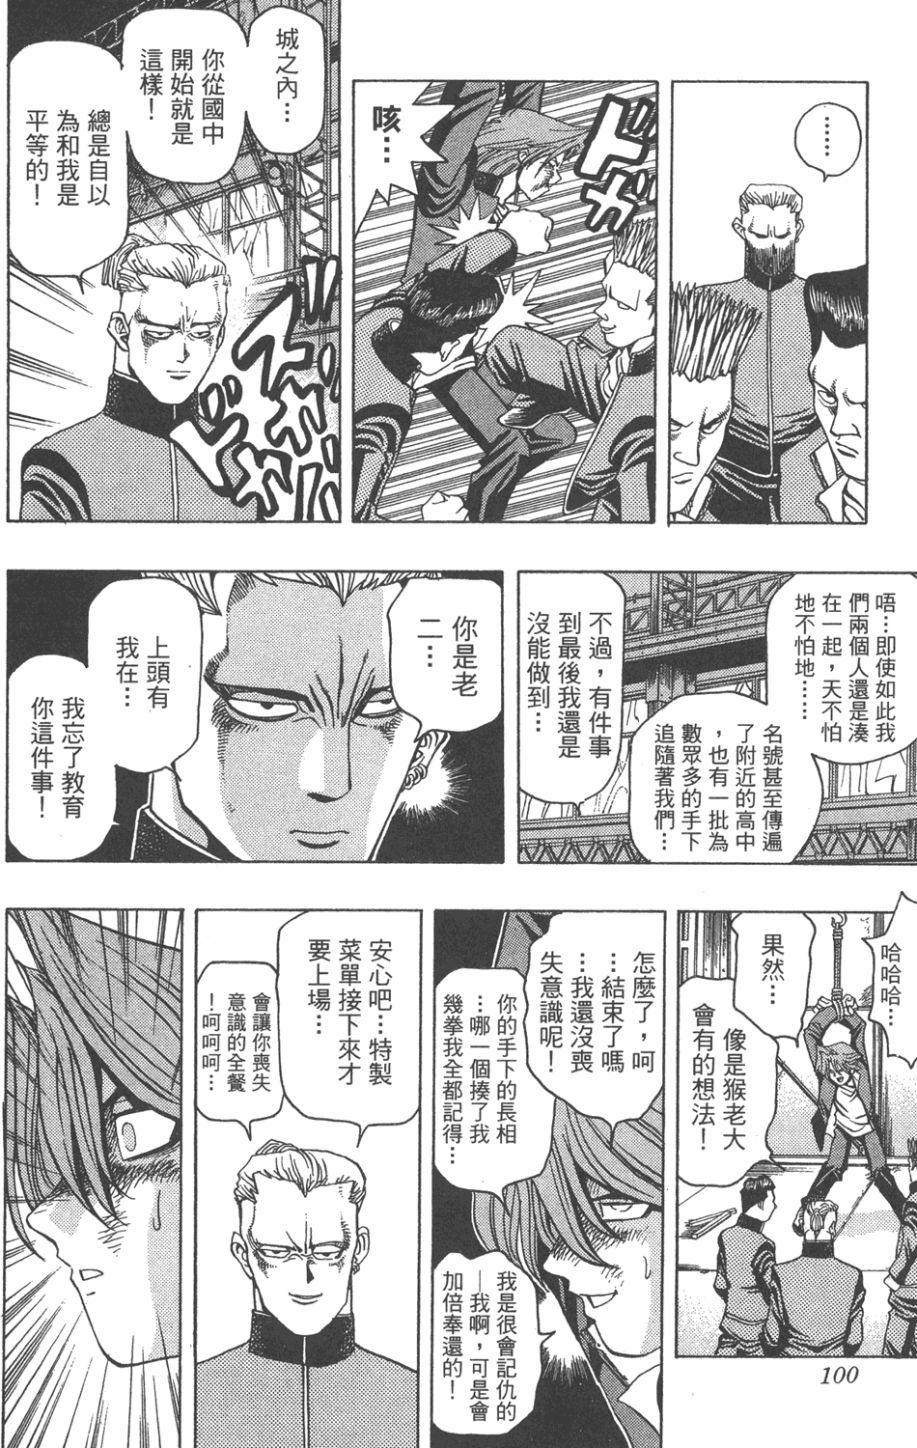 ……
ドガッ
ドガ
咳…
城之內…
你從國中
開始就是
這樣！
總是自以
為和我是
平等的！
唔…即使如此我
們兩個人還是湊
在一起，天不怕
地不怕地……
名號甚至傳遍
了附近的高中
，也有一批為
數眾多的手下
追隨著我們…
不過，有件事
到最後我還是
沒能做到…
你是老
二…
上頭有
我在…
我忘了教育
你這件事！
哈哈
哈哈…
果然…
像是猴老大
會有的想法！
怎麼了，呵
…結束了嗎
…我還沒喪
失意識呢！
你的手下的長相
…哪一個揍了我
幾拳我全都記得…
我是很會記仇的
—我啊，可是會
加倍奉還的！
安心吧…特製
菜單接下來才
要上場…
會讓你喪失
意識的全餐
！呵呵呵…
100